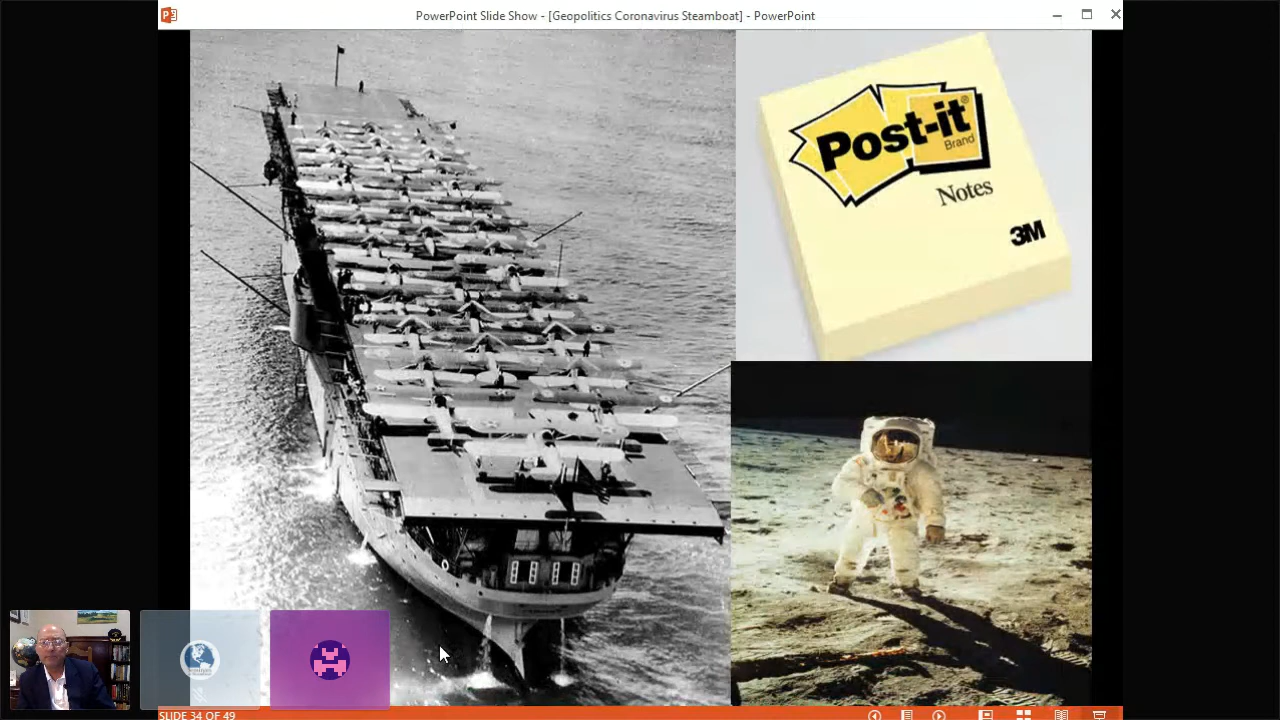 PowerPoint Slide Show - [Geopolitics Coronavirus Steamboat] - PowerPoint
Post-it®
Brand
Notes
3M
SLIDE 34 OF 49